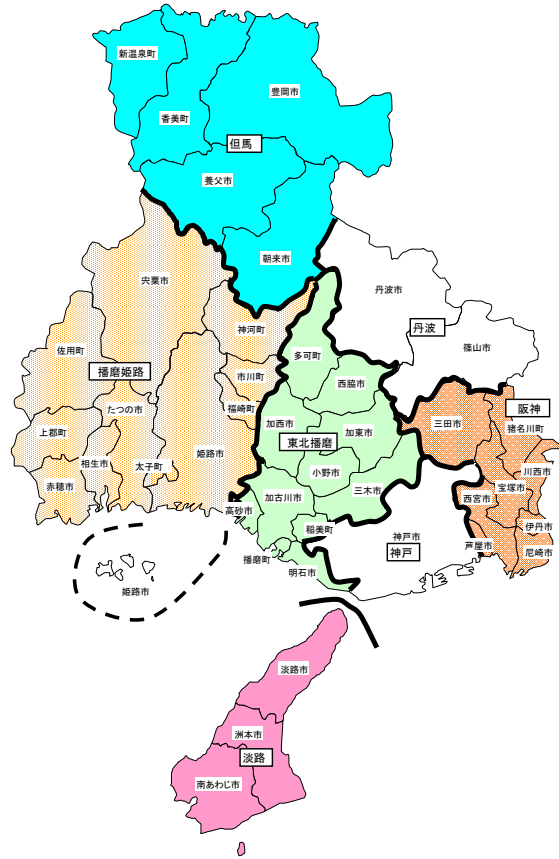 新温泉町
豊岡市
香美町
但馬
養父市
朝来市
宍粟市
丹波市
神河町
丹波
篠山市
佐用町
多可町
播磨姫路
市川町
西脇市
たつの市
福崎町
阪神
三田市
猪名川町
上郡町
加西市
加東市
東北播磨
姫路市
相生市
太子町
小野市
川西市
赤穂市
三木市
宝塚市
加古川市
西宮市
高砂市
稲美町
伊丹市
神戸市
芦屋市
尼崎市
神戸
播磨町
明石市
姫路市
淡路市
洲本市
淡路
南あわじ市